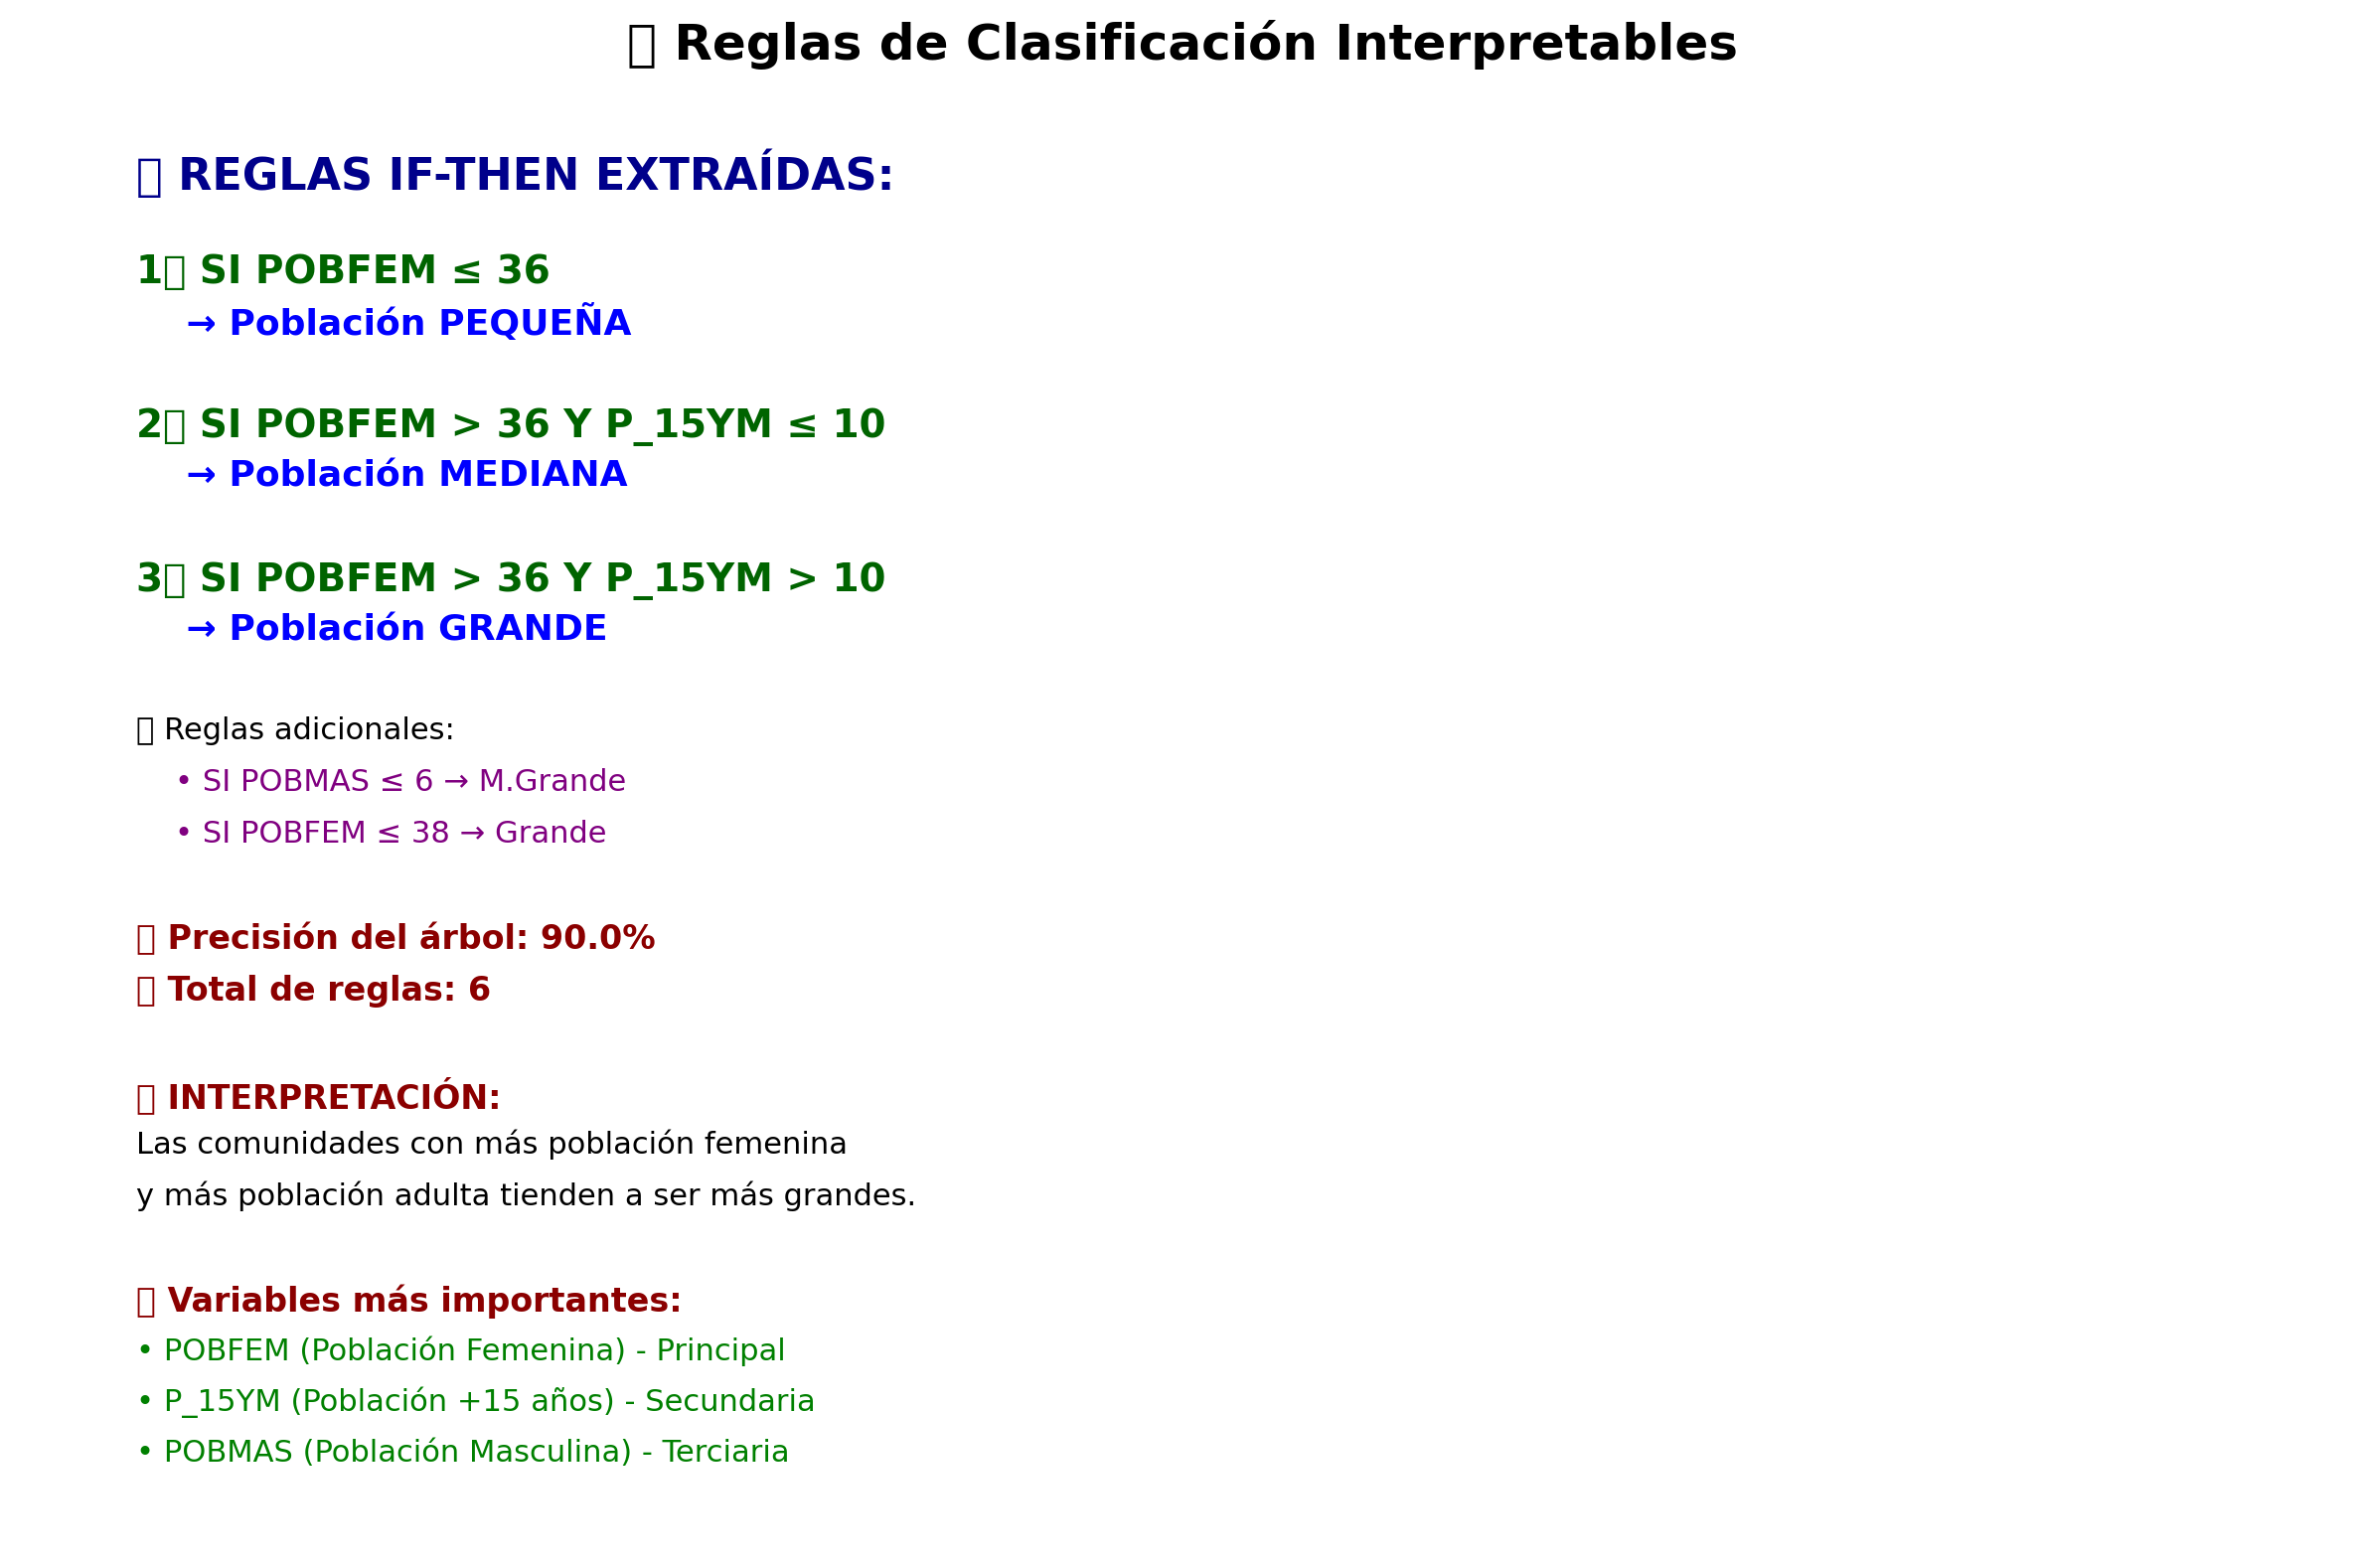 Reglas de Clasificación Interpretables
REGLAS IF-THEN EXTRAÍDAS:
1 SI POBFEM ≤ 36
→ Población PEQUEÑA
2 SI POBFEM > 36 Y P_15YM ≤ 10
→ Población MEDIANA
3 SI POBFEM > 36 Y P_15YM > 10
→ Población GRANDE
Reglas adicionales:
• SI POBMAS ≤ 6 → M.Grande
• SI POBFEM ≤ 38 → Grande
Precisión del árbol: 90.0%
Total de reglas: 6
INTERPRETACIÓN:
Las comunidades con más población femenina
y más población adulta tienden a ser más grandes.
Variables más importantes:
• POBFEM (Población Femenina) - Principal
• P_15YM (Población +15 años) - Secundaria
• POBMAS (Población Masculina) - Terciaria